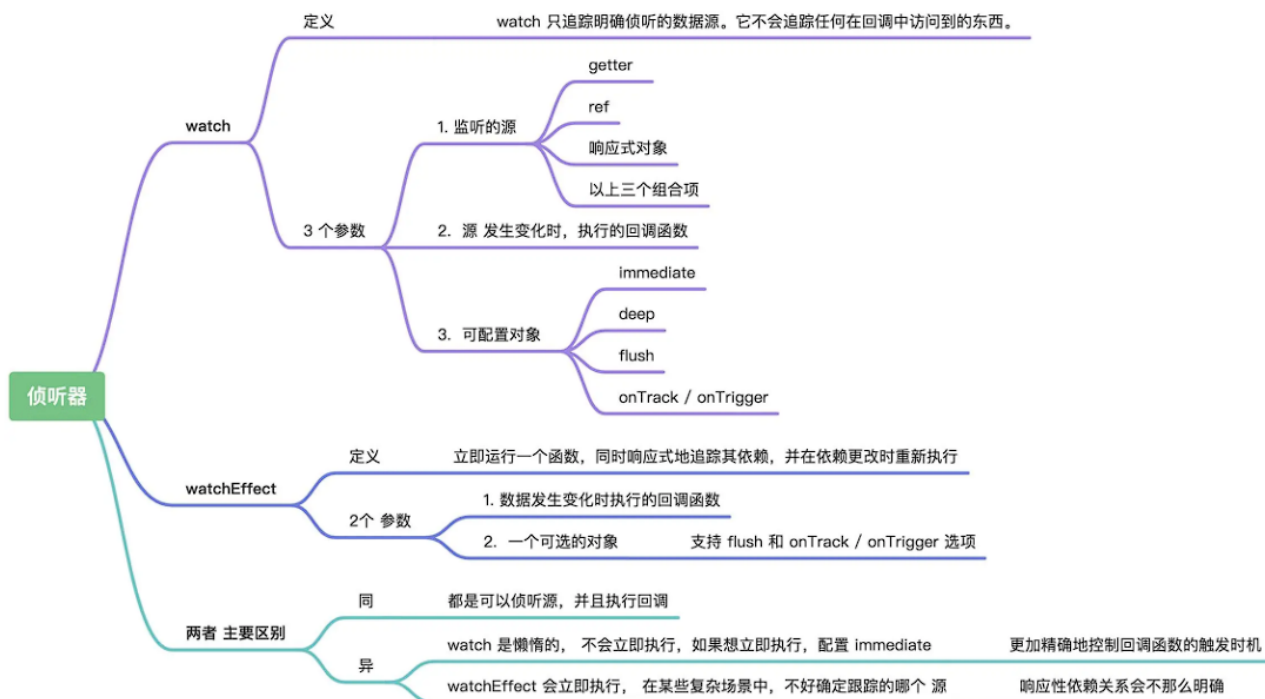 侦听器
watch
定义
watch 只追踪明确侦听的数据源。它不会追踪任何在回调中访问到的东西。
3 个参数
1. 监听的源
getter
ref
响应式对象
以上三个组合项
2. 源 发生变化时，执行的回调函数
3. 可配置对象
immediate
deep
flush
onTrack / onTrigger
watchEffect
定义
立即运行一个函数，同时响应式地追踪其依赖，并在依赖更改时重新执行
2个 参数
1. 数据发生变化时执行的回调函数
2. 一个可选的对象
支持 flush 和 onTrack / onTrigger 选项
两者 主要区别
同
都是可以侦听源，并且执行回调
异
watch 是懒惰的， 不会立即执行，如果想立即执行，配置 immediate
更加精确地控制回调函数的触发时机
watchEffect 会立即执行， 在某些复杂场景中，不好确定跟踪的哪个 源
响应性依赖关系会不那么明确